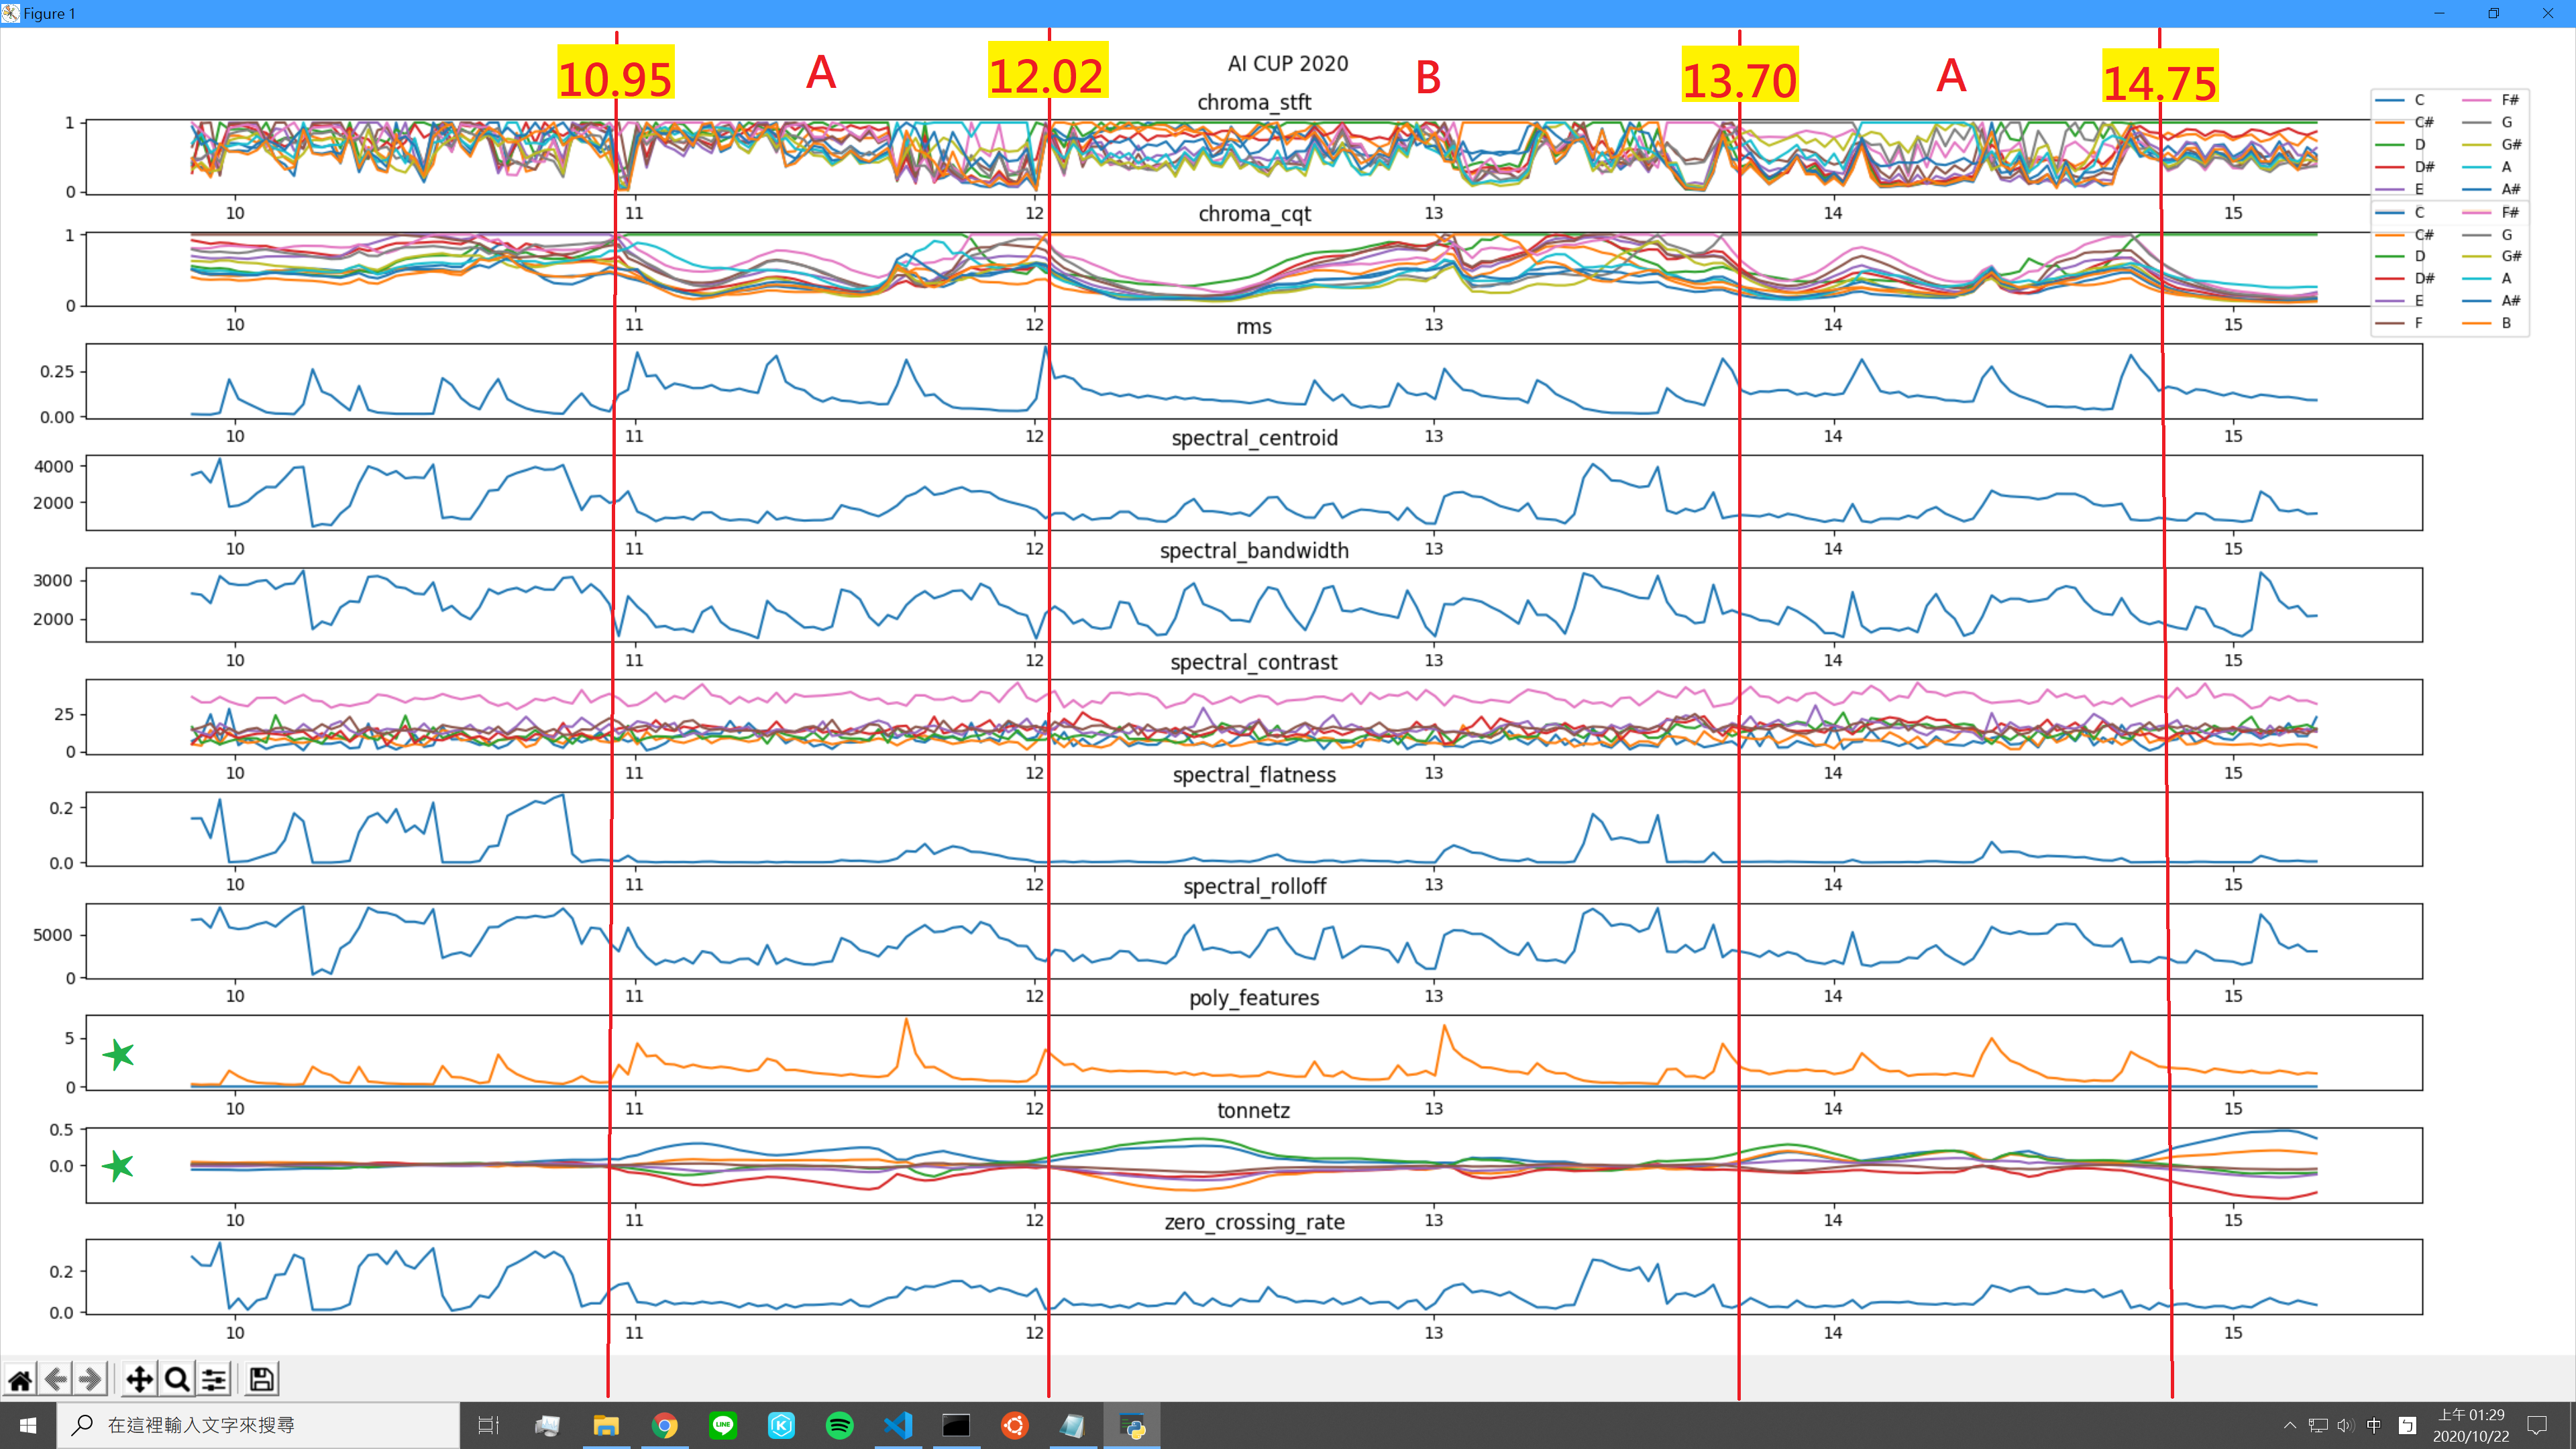 Figure 1
10.95 A 12.02 AI CUP 2020 B 13.70 A 14.75
chroma_stft
1
0
10 11 12 13 14 15
C F#
C# G
D G#
D# A
E A#
chroma_cqt
1
0
10 11 12 13 14 15
C F#
C# G
D G#
D# A
E A#
F B
rms
0.25
0.00
10 11 12 13 14 15
spectral_centroid
4000
2000
10 11 12 13 14 15
spectral_bandwidth
3000
2000
10 11 12 13 14 15
spectral_contrast
25
0
10 11 12 13 14 15
spectral_flatness
0.2
0.0
10 11 12 13 14 15
spectral_rolloff
5000
0
10 11 12 13 14 15
poly_features
5
0
10 11 12 13 14 15
tonnetz
0.5
0.0
10 11 12 13 14 15
zero_crossing_rate
0.2
0.0
10 11 12 13 14 15
在這裡輸入文字來搜尋
LINE
K
中
ㄅ
上午 01:29
2020/10/22